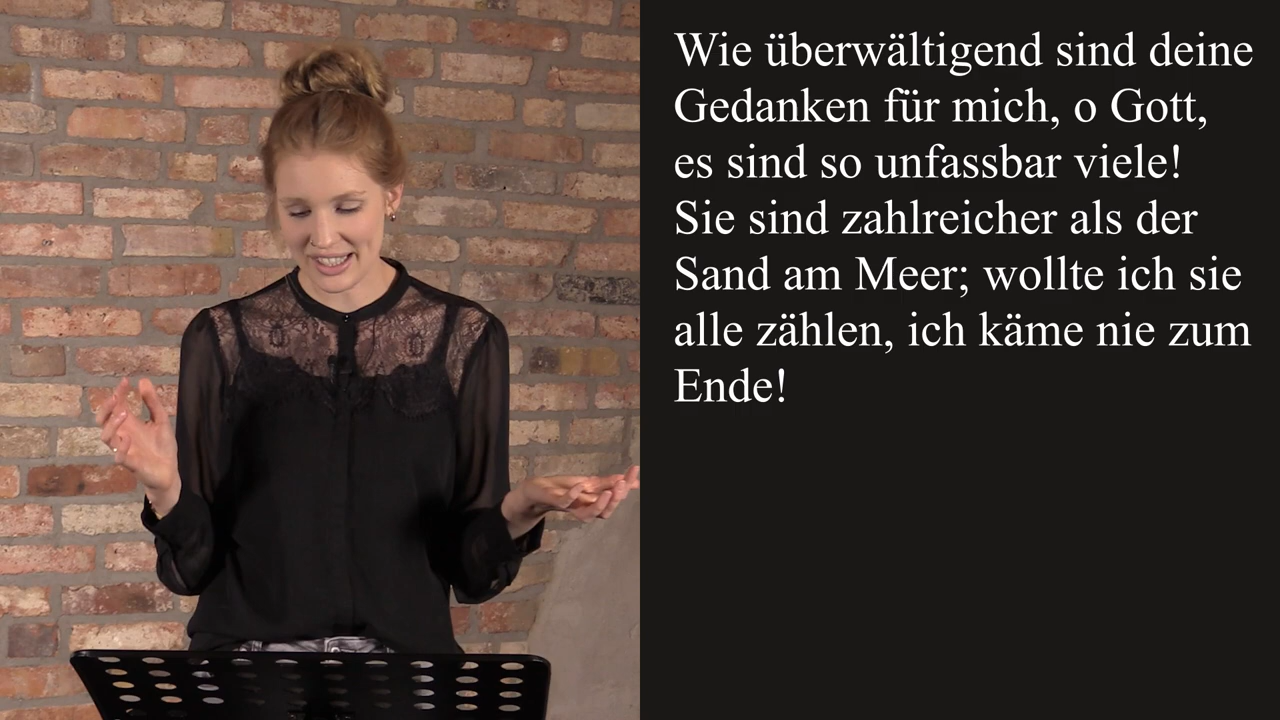 Wie überwältigend sind deine
Gedanken für mich, o Gott,
es sind so unfassbar viele!
Sie sind zahlreicher als der
Sand am Meer; wollte ich sie
alle zählen, ich käme nie zum
Ende!